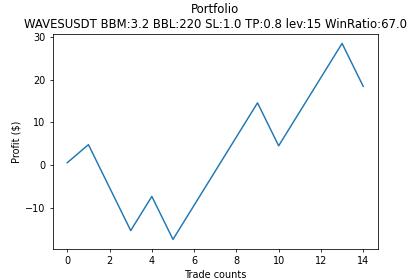 Portfolio
WAVESUSDT BBM:3.2 BBL:220 SL:1.0 TP:0.8 lev:15 WinRatio:67.0
30
20
10
0
−10
Profit ($)
0 2 4 6 8 10 12 14
Trade counts